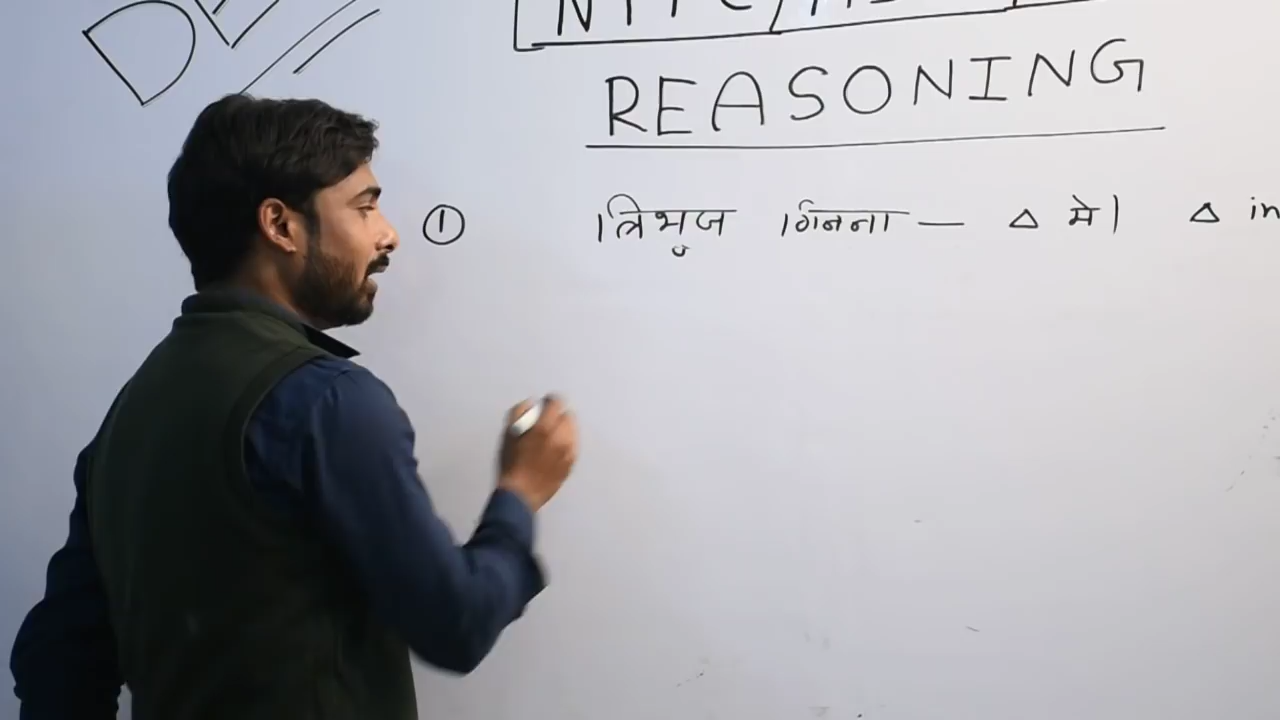 REASONING
① त्रिभुज गिनना — △ मे। △ in